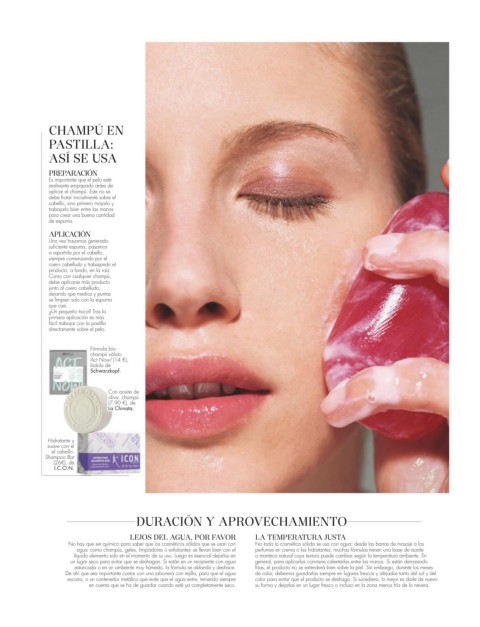 CHAMPÚ EN
PASTILLA:
ASÍ SE USA
PREPARACIÓN
Es importante que el pelo esté
realmente empapado antes de
aplicar el champú. Este no se
debe frotar inicialmente sobre el
cabello, sino primero mojarlo y
trabajarlo bien entre las manos
para crear una buena cantidad
de espuma.
APLICACIÓN
Una vez hayamos generado
suficiente espuma, pasamos
a repartirla por el cabello,
siempre comenzando por el
cuero cabelludo y trabajando el
producto, a fondo, en la raíz.
Como con cualquier champú,
debe aplicarse más producto
junto al cuero cabelludo,
dejando que medios y puntas
se limpien solo con la espuma
que cae.
¿Un pequeño truco? Tras la
primera aplicación es más
fácil trabajar con la pastilla
directamente sobre el pelo.
Fórmula bio:
champú sólido
Act Now! (14 €),
habla de
Schwarzkopf.
ACT
NOW!
Con aceite de
oliva: champú
(7,90 €), de
La Chinata.
Hidratante y
suave con el
el cabello:
Shampoo Bar
(26€), de
I.C.O.N.
ICON
DURACIÓN Y APROVECHAMIENTO
LEJOS DEL AGUA, POR FAVOR
No hay que ser químico para saber que los cosméticos sólidos que se usan con
agua como champús, geles, limpiadores o exfoliantes se llevan bien con el
líquido elemento solo en el momento de su uso. Luego es esencial dejarlos en
un lugar seco para evitar que se deshagan. Si están en un recipiente con agua
estancada o en un ambiente muy húmedo, la fórmula se ablanda y deshace.
De ahí que sea importante contar con una jabonera con rejilla, para que el agua
escurra, o un contenedor metálico que evite que el agua entre, teniendo siempre
en cuenta que se ha de guardar cuando esté ya completamente seco.
LA TEMPERATURA JUSTA
No toda la cosmética sólida se usa con agua: desde las barras de masaje a los
perfumes en crema o las hidratantes, muchas fórmulas tienen una base de aceite
o manteca natural cuya textura puede cambiar según la temperatura ambiente. En
general, para aplicarlas conviene calentarlas entre las manos. Si están demasiado
frías, el producto no se extenderá bien sobre la piel. Sin embargo, durante los meses
de calor, debemos guardarlas siempre en lugares frescos y alejadas tanto del sol y del
calor para evitar que el producto se deshaga. Si sucediera, lo mejor es darle de nuevo
su forma y dejarlas en un lugar fresco o incluso en la zona menos fría de la nevera.